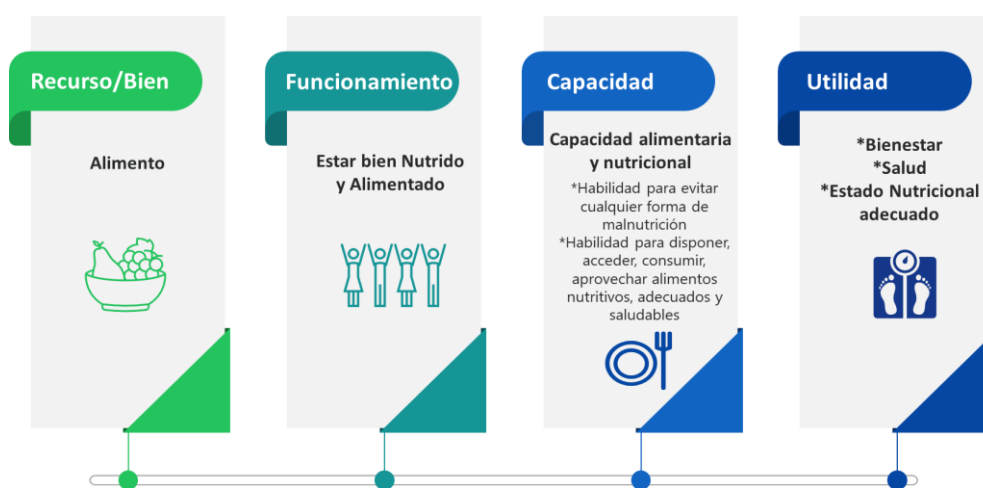 Recurso/Bien
Alimento
Funcionamiento
Estar bien Nutrido
y Alimentado
Capacidad
Capacidad alimentaria
y nutricional
*Habilidad para evitar
cualquier forma de
malnutrición
*Habilidad para disponer,
acceder, consumir,
aprovechar alimentos
nutritivos, adecuados y
saludables
Utilidad
*Bienestar
*Salud
*Estado Nutricional
adecuado